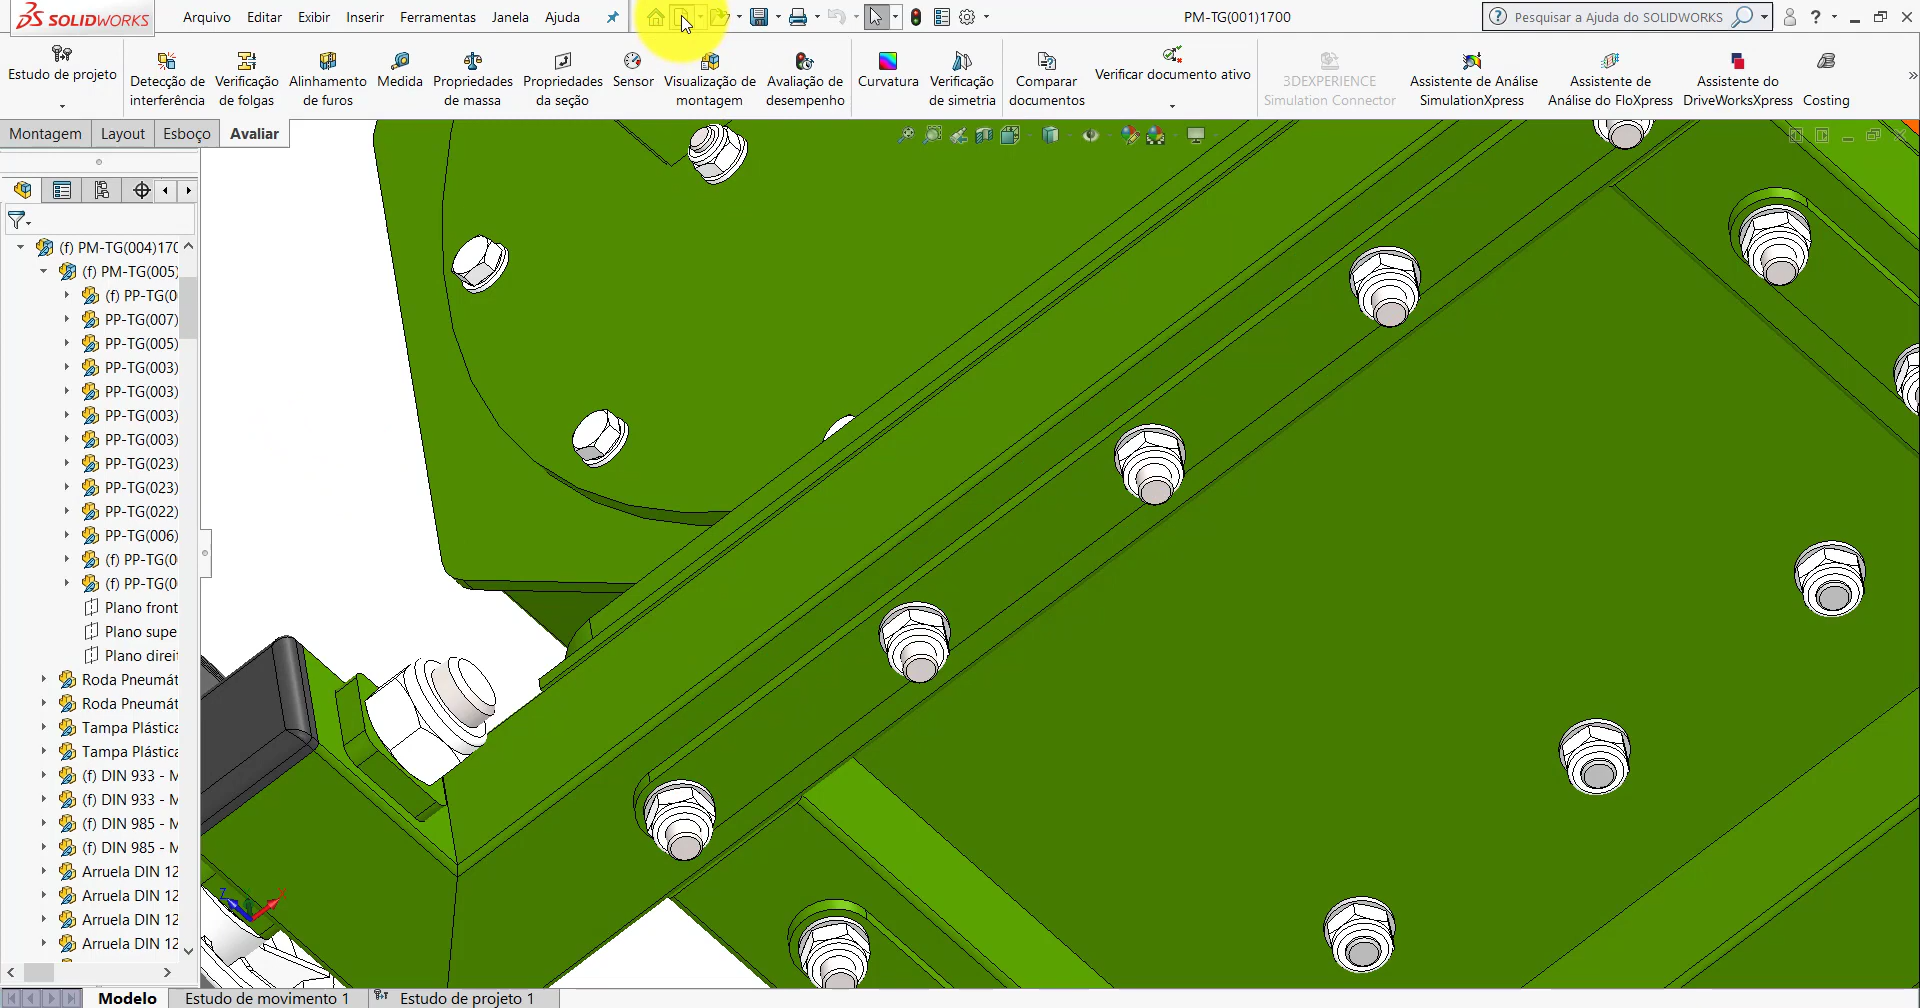 SOLIDWORKS
Arquivo Editar Exibir Inserir Ferramentas Janela Ajuda
PM-TG(001)1700
Pesquisar a Ajuda do SOLIDWORKS
Estudo de projeto
Detecção de interferência
Verificação de folgas
Alinhamento de furos
Medida
Propriedades de massa
Propriedades da seção
Sensor
Visualização de montagem
Avaliação de desempenho
Curvatura
Verificação de simetria
Comparar documentos
Verificar documento ativo
3DEXPERIENCE Simulation Connector
Assistente de Análise SimulationXpress
Assistente de Análise do FloXpress
Assistente do DriveWorksXpress
Costing
Montagem Layout Esboço Avaliar
(f) PM-TG(004)170
(f) PM-TG(005)
(f) PP-TG(0
PP-TG(007)
PP-TG(005)
PP-TG(003)
PP-TG(003)
PP-TG(003)
PP-TG(003)
PP-TG(023)
PP-TG(023)
PP-TG(022)
PP-TG(006)
(f) PP-TG(0
(f) PP-TG(0
Plano front
Plano supe
Plano direit
Roda Pneumát
Roda Pneumát
Tampa Plástica
Tampa Plástica
(f) DIN 933 - M
(f) DIN 933 - M
(f) DIN 985 - M
(f) DIN 985 - M
Arruela DIN 12
Arruela DIN 12
Arruela DIN 12
Arruela DIN 12
Z X
Modelo Estudo de movimento 1 Estudo de projeto 1